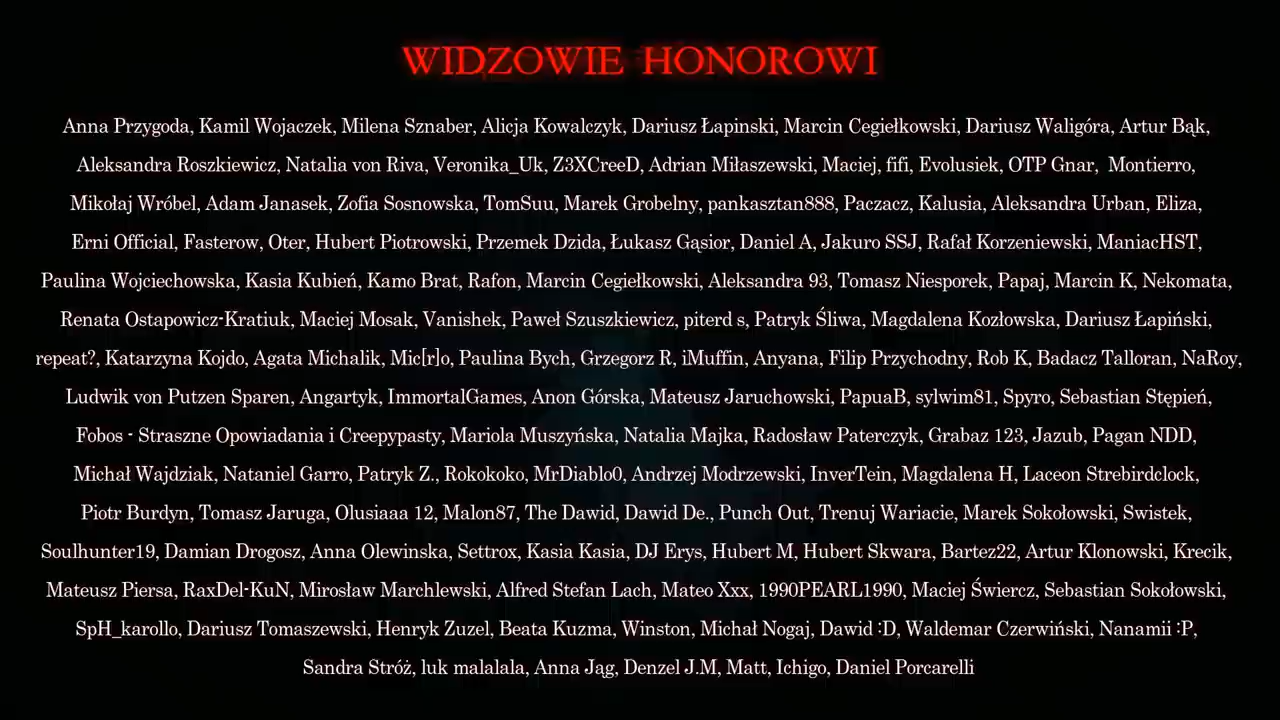 WIDZOWIE HONOROWI
Anna Przygoda, Kamil Wojaczek, Milena Sznaber, Alicja Kowalczyk, Dariusz Łapinski, Marcin Cegiełkowski, Dariusz Waligóra, Artur Bąk,
Aleksandra Roszkiewicz, Natalia von Riva, Veronika_Uk, Z3XCreeD, Adrian Miłaszewski, Maciej, fifi, Evolusiek, OTP Gnar, Montierro,
Mikołaj Wróbel, Adam Janasek, Zofia Sosnowska, TomSuu, Marek Grobelny, pankasztan888, Paczacz, Kalusia, Aleksandra Urban, Eliza,
Erni Official, Fasterow, Oter, Hubert Piotrowski, Przemek Dzida, Łukasz Gąsior, Daniel A, Jakuro SSJ, Rafał Korzeniewski, ManiacHST,
Paulina Wojciechowska, Kasia Kubień, Kamo Brat, Rafon, Marcin Cegiełkowski, Aleksandra 93, Tomasz Niesporek, Papaj, Marcin K, Nekomata,
Renata Ostapowicz-Kratiuk, Maciej Mosak, Vanishek, Paweł Szuszkiewicz, piterd s, Patryk Śliwa, Magdalena Kozłowska, Dariusz Łapiński,
repeat?, Katarzyna Kojdo, Agata Michalik, Mic[r]o, Paulina Bych, Grzegorz R, iMuffin, Anyana, Filip Przychodny, Rob K, Badacz Talloran, NaRoy,
Ludwik von Putzen Sparen, Angartyk, ImmortalGames, Anon Górska, Mateusz Jaruchowski, PapuaB, sylwim81, Spyro, Sebastian Stępień,
Fobos - Straszne Opowiadania i Creepypasty, Mariola Muszyńska, Natalia Majka, Radosław Paterczyk, Grabaz 123, Jazub, Pagan NDD,
Michał Wajdziak, Nataniel Garro, Patryk Z., Rokokoko, MrDiablo0, Andrzej Modrzewski, InverTein, Magdalena H, Laceon Strebirdclock,
Piotr Burdyn, Tomasz Jaruga, Olusiaaa 12, Malon87, The Dawid, Dawid De., Punch Out, Trenuj Wariacie, Marek Sokołowski, Swistek,
Soulhunter19, Damian Drogosz, Anna Olewinska, Settrox, Kasia Kasia, DJ Erys, Hubert M, Hubert Skwara, Bartez22, Artur Klonowski, Krecik,
Mateusz Piersa, RaxDel-KuN, Mirosław Marchlewski, Alfred Stefan Lach, Mateo Xxx, 1990PEARL1990, Maciej Świercz, Sebastian Sokołowski,
SpH_karollo, Dariusz Tomaszewski, Henryk Zuzel, Beata Kuzma, Winston, Michał Nogaj, Dawid :D, Waldemar Czerwiński, Nanamii :P,
Sandra Stróż, luk malalala, Anna Jąg, Denzel J.M, Matt, Ichigo, Daniel Porcarelli